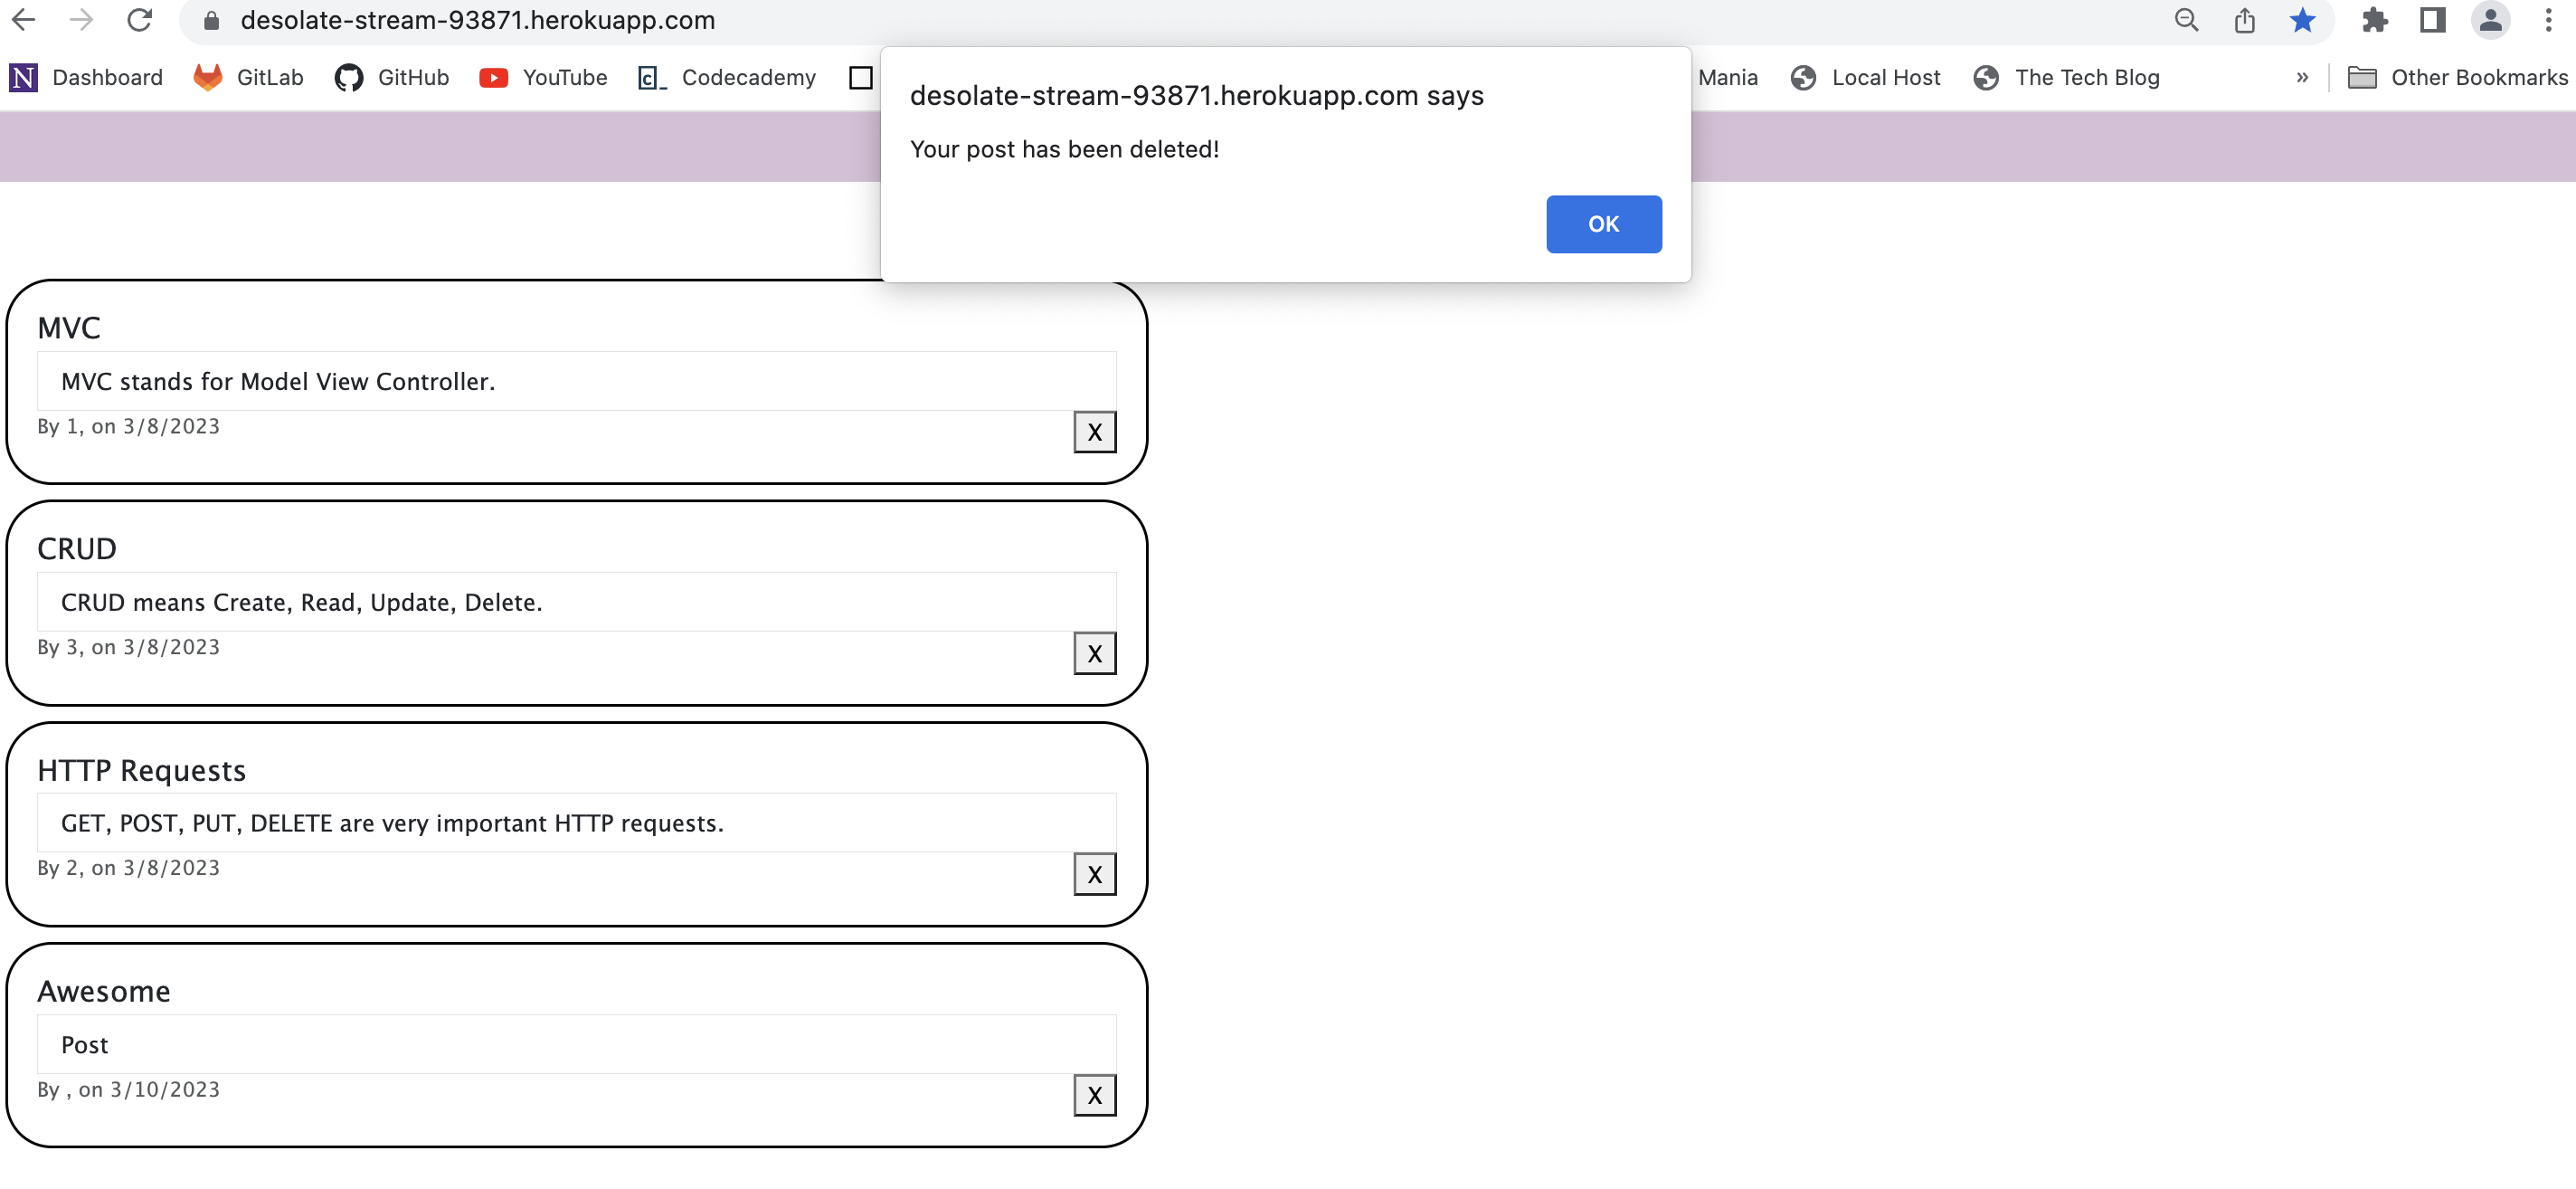 desolate-stream-93871.herokuapp.com
Dashboard GitLab GitHub YouTube Codecademy Mania Local Host The Tech Blog » Other Bookmarks
desolate-stream-93871.herokuapp.com says
Your post has been deleted!
OK
MVC
MVC stands for Model View Controller.
By 1, on 3/8/2023
X
CRUD
CRUD means Create, Read, Update, Delete.
By 3, on 3/8/2023
X
HTTP Requests
GET, POST, PUT, DELETE are very important HTTP requests.
By 2, on 3/8/2023
X
Awesome
Post
By , on 3/10/2023
X